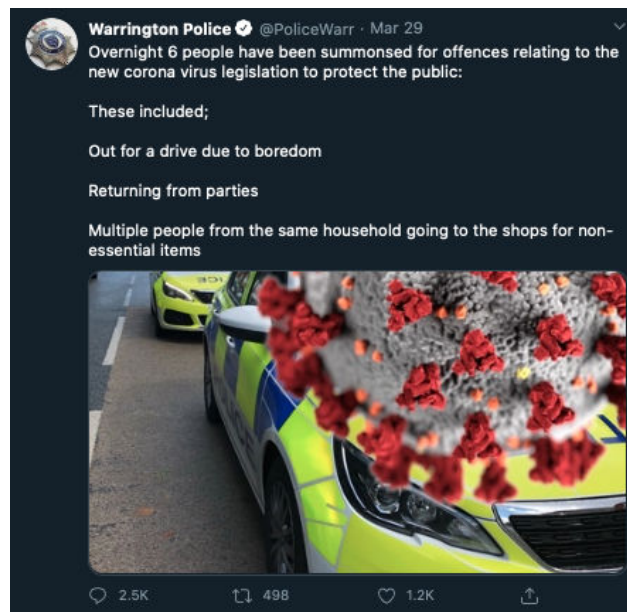 Warrington Police @PoliceWarr · Mar 29
Overnight 6 people have been summonsed for offences relating to the
new corona virus legislation to protect the public:
These included;
Out for a drive due to boredom
Returning from parties
Multiple people from the same household going to the shops for non-
essential items
2.5K 498 1.2K